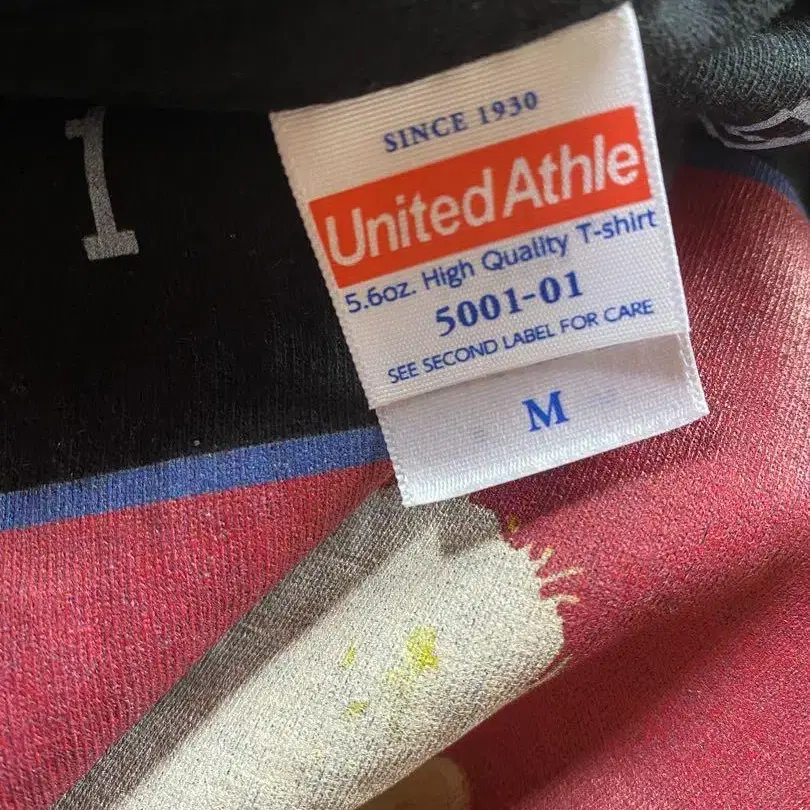 1
SINCE 1930
United Athle
5.6oz. High Quality T-shirt
5001-01
SEE SECOND LABEL FOR CARE
M